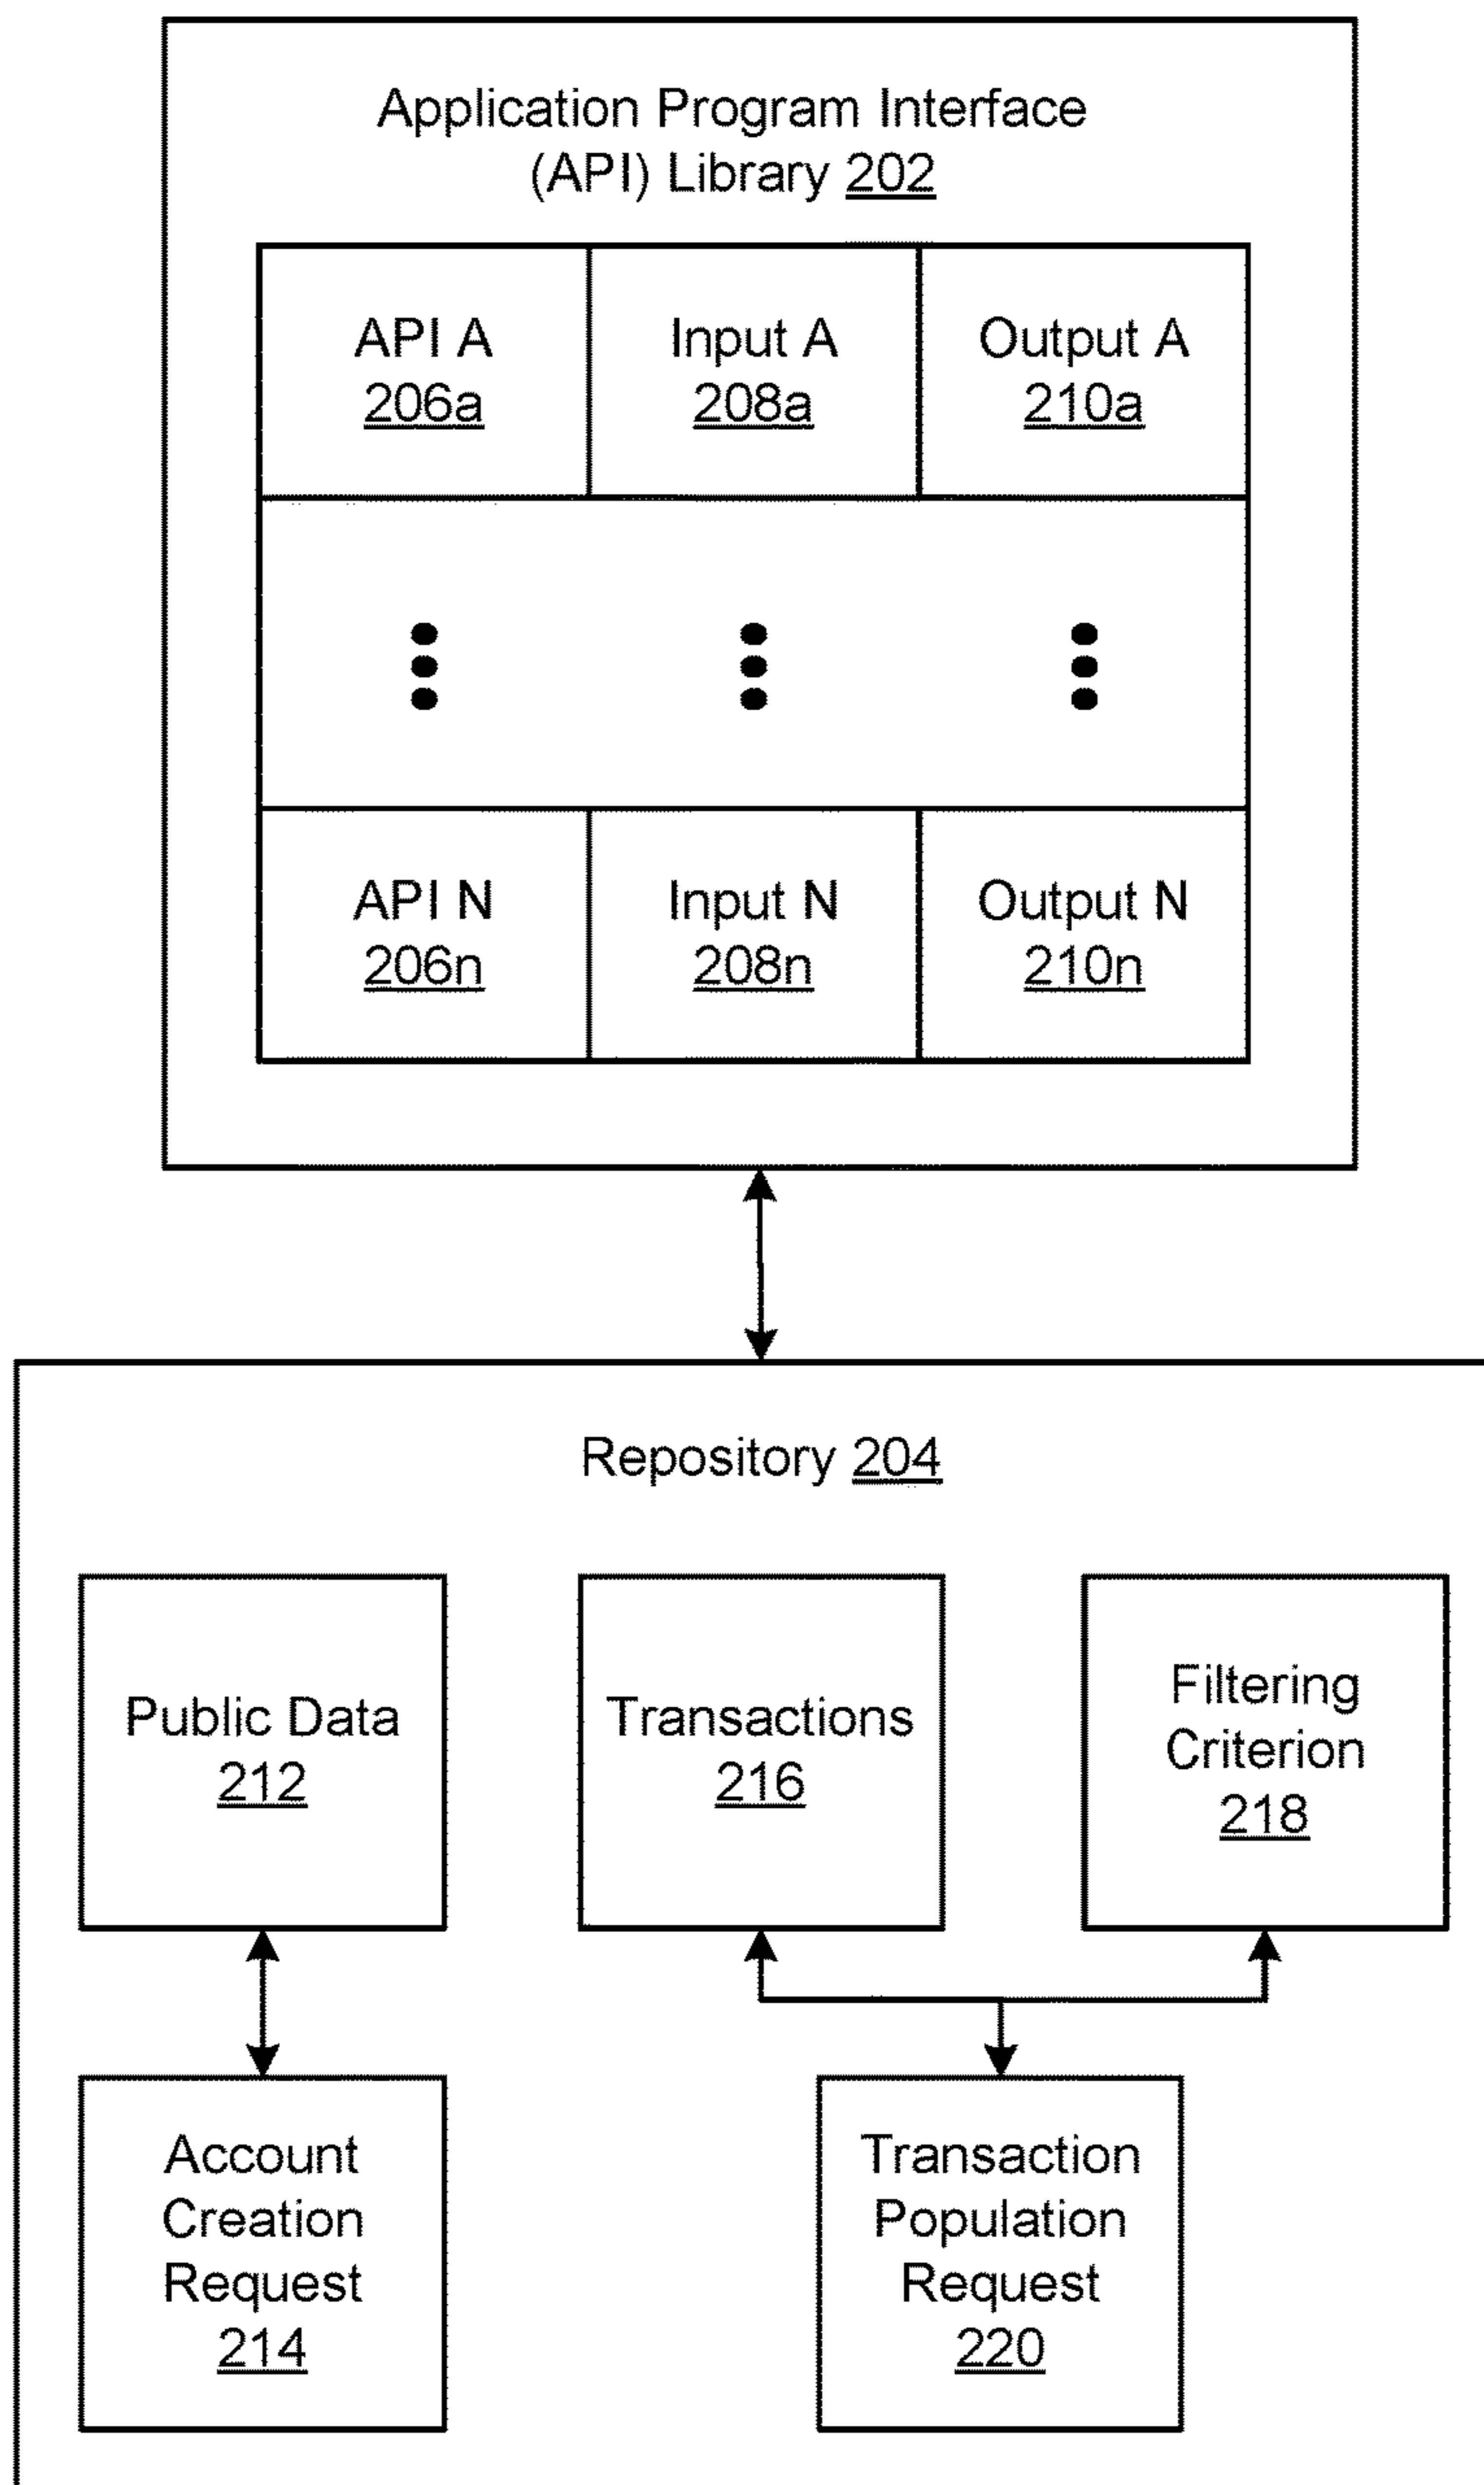 Application Program Interface
(API) Library 202
API A
206a
Input A
208a
Output A
210a
API N
206n
Input N
208n
Output N
210n
Repository 204
Public Data
212
Transactions
216
Filtering
Criterion
218
Account
Creation
Request
214
Transaction
Population
Request
220